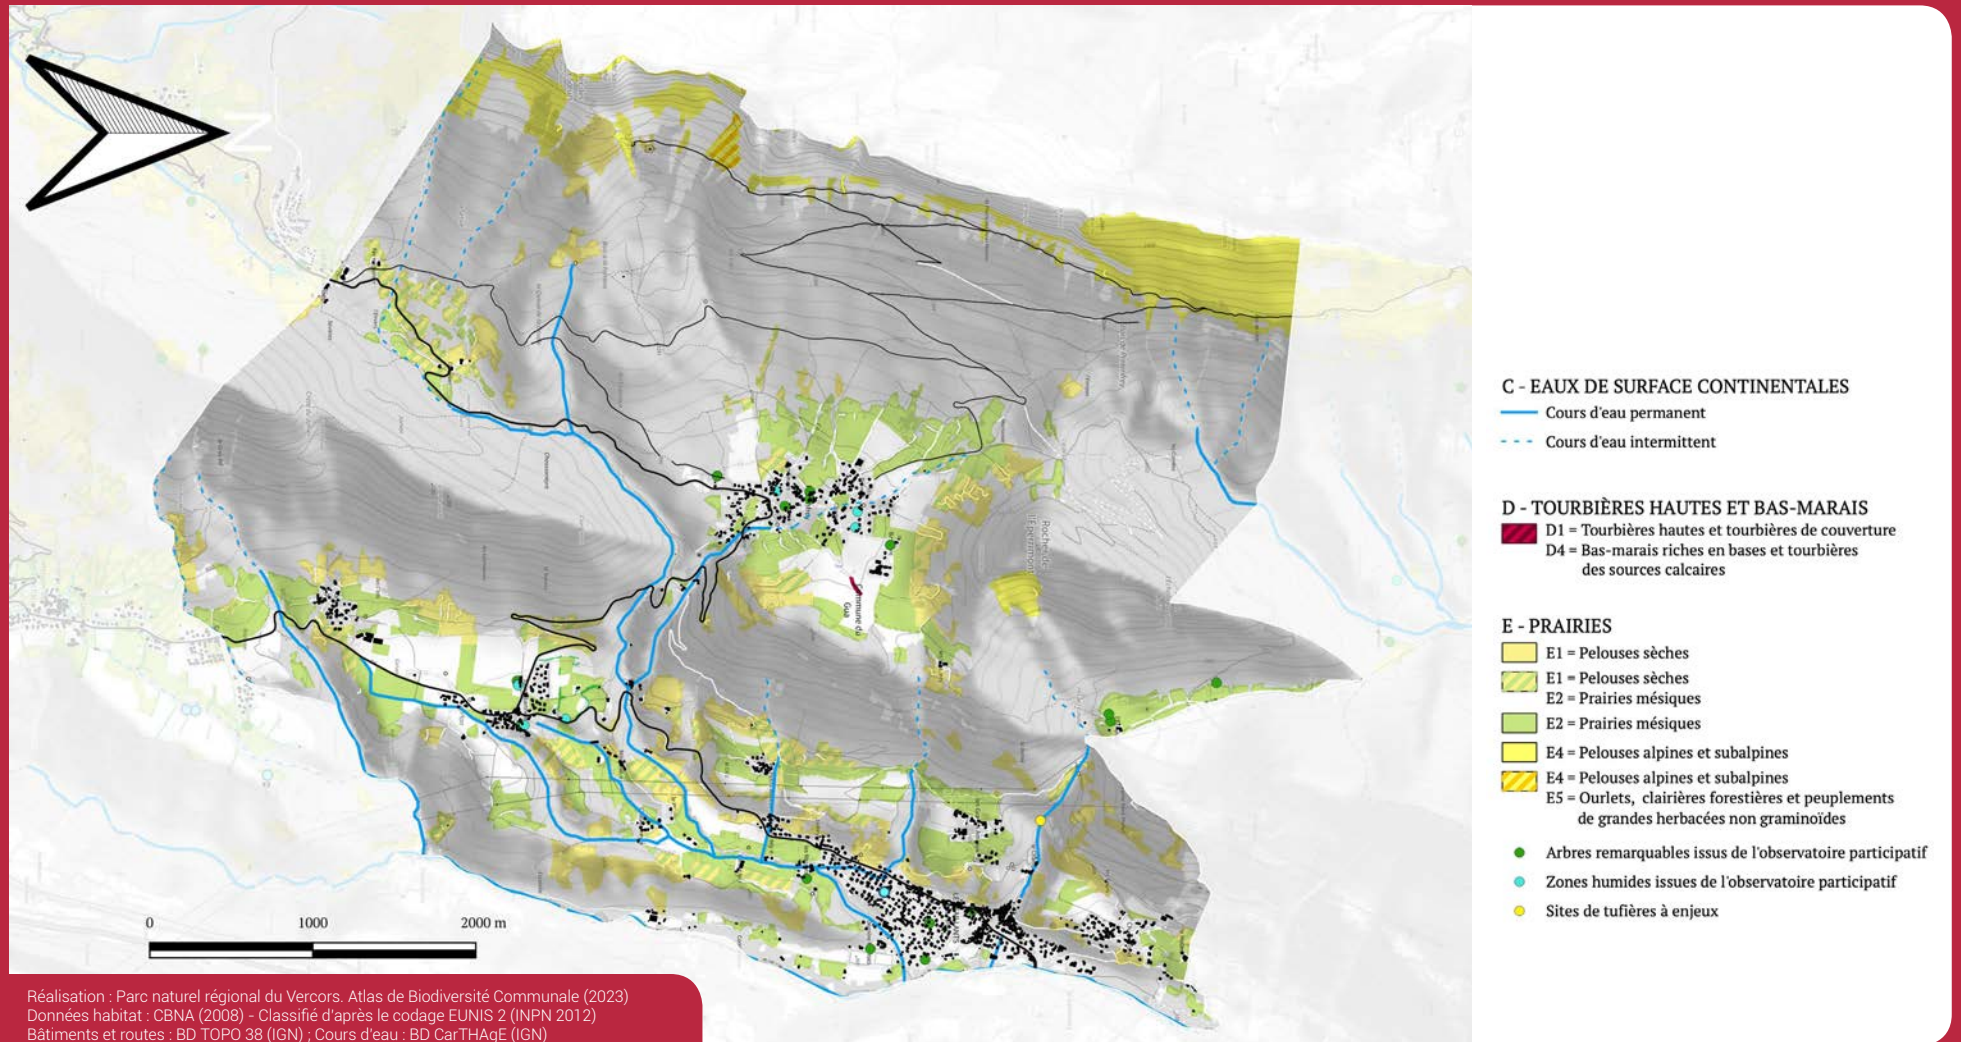 N
Commune du
Gua
Rocher de
l'Eperrimont
0 1000 2000 m
C - EAUX DE SURFACE CONTINENTALES
Cours d'eau permanent
Cours d'eau intermittent
D - TOURBIÈRES HAUTES ET BAS-MARAIS
D1 = Tourbières hautes et tourbières de couverture
D4 = Bas-marais riches en bases et tourbières
des sources calcaires
E - PRAIRIES
E1 = Pelouses sèches
E1 = Pelouses sèches
E2 = Prairies mésiques
E2 = Prairies mésiques
E4 = Pelouses alpines et subalpines
E4 = Pelouses alpines et subalpines
E5 = Ourlets, clairières forestières et peuplements
de grandes herbacées non graminoïdes
Arbres remarquables issus de l'observatoire participatif
Zones humides issues de l'observatoire participatif
Sites de tufières à enjeux
Réalisation : Parc naturel régional du Vercors. Atlas de Biodiversité Communale (2023)
Données habitat : CBNA (2008) - Classifié d'après le codage EUNIS 2 (INPN 2012)
Bâtiments et routes : BD TOPO 38 (IGN) ; Cours d'eau : BD CarTHAgE (IGN)